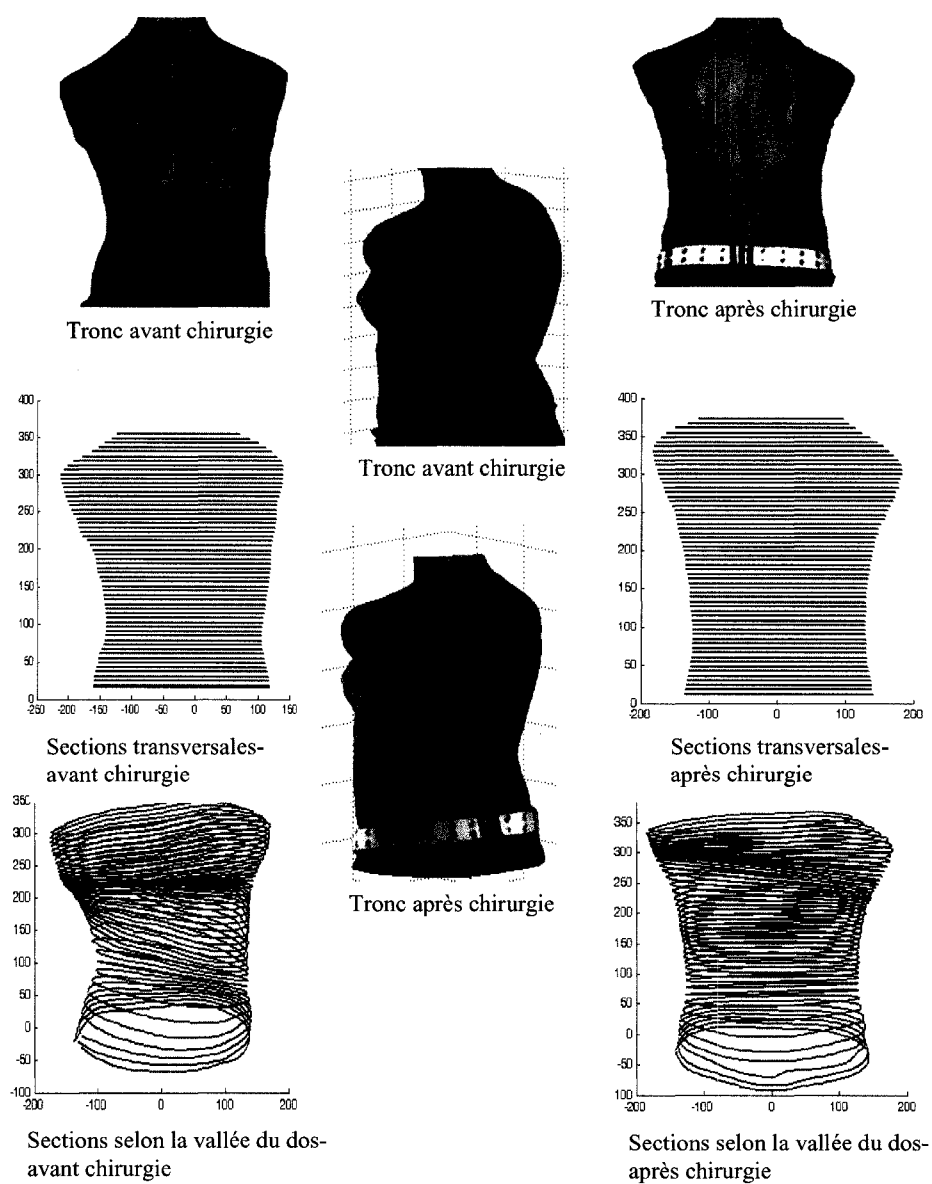 Tronc avant chirurgie
Tronc après chirurgie
Tronc avant chirurgie
400
350
300
250
200
150
100
50
0
-250 -200 -150 -100 -50 0 50 100 150
Sections transversales-
avant chirurgie
400
350
300
250
200
150
100
50
0
-200 -100 0 100 200
Sections transversales-
après chirurgie
Tronc après chirurgie
350
300
250
200
150
100
50
0
-50
-100
-200 -100 0 100 200
Sections selon la vallée du dos-
avant chirurgie
350
300
250
200
150
100
50
0
-50
100
-200 -100 0 100 200
Sections selon la vallée du dos-
après chirurgie